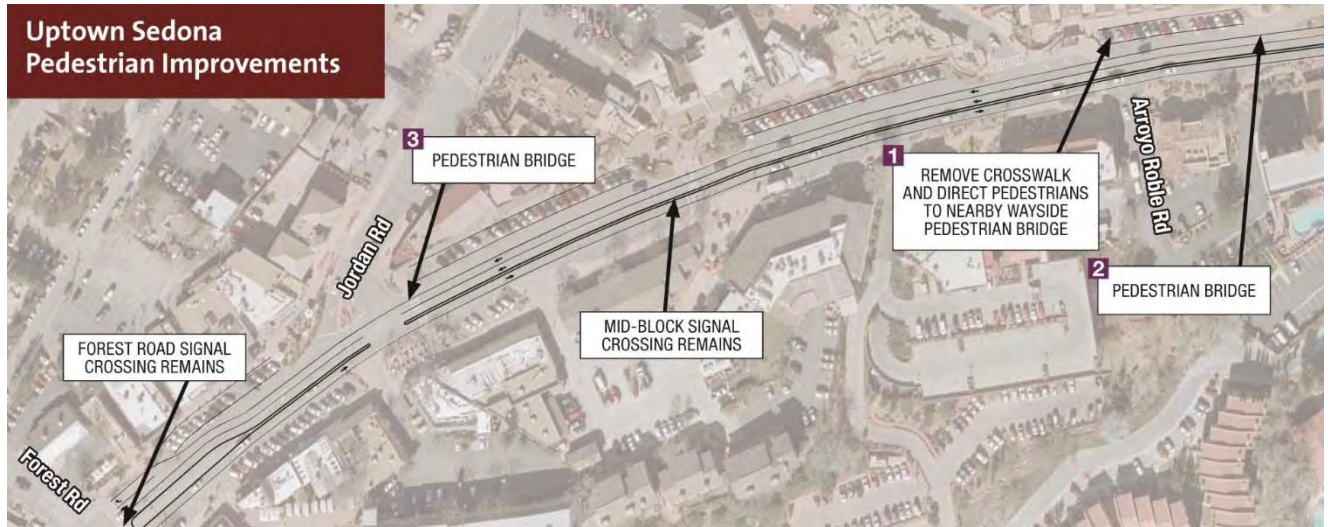 Uptown Sedona
Pedestrian Improvements
3
PEDESTRIAN BRIDGE
Jordan Rd
1
REMOVE CROSSWALK
AND DIRECT PEDESTRIANS
TO NEARBY WAYSIDE
PEDESTRIAN BRIDGE
Arroyo Roble Rd
2
PEDESTRIAN BRIDGE
MID-BLOCK SIGNAL
CROSSING REMAINS
FOREST ROAD SIGNAL
CROSSING REMAINS
Forest Rd